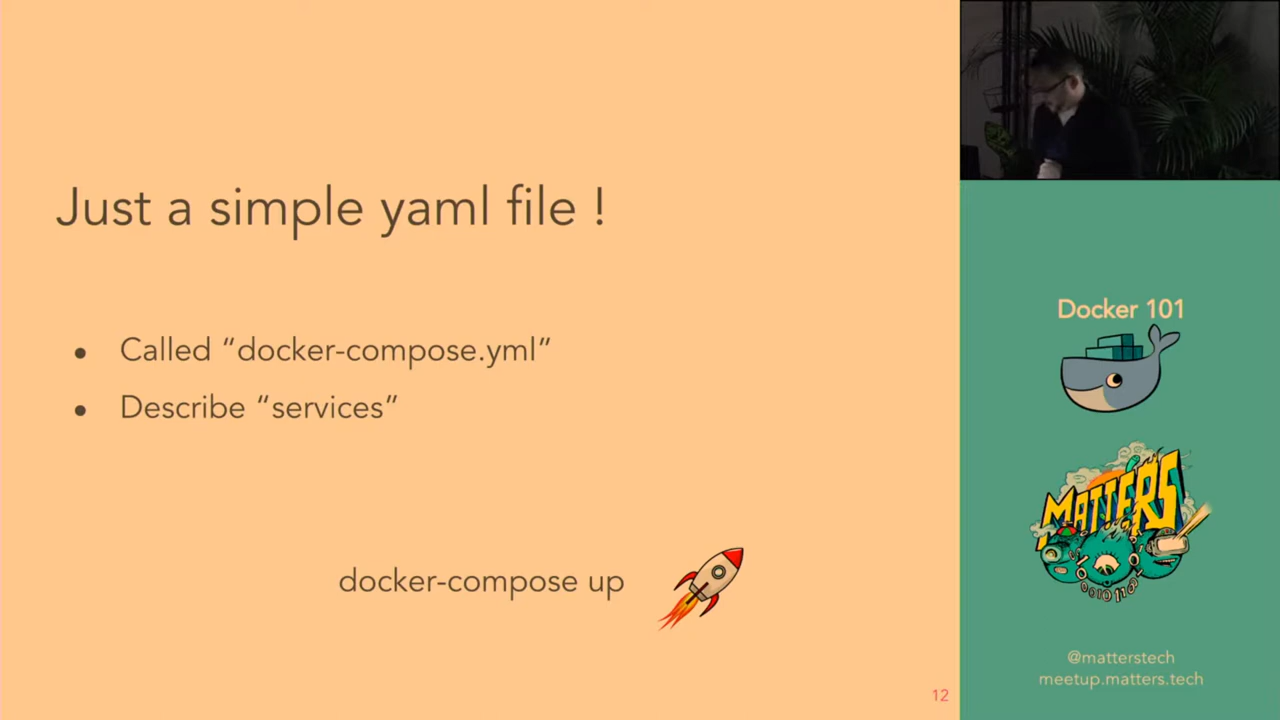 Just a simple yaml file !
● Called “docker-compose.yml”
● Describe “services”
docker-compose up
12
Docker 101
MATTERS
@matterstech
meetup.matters.tech